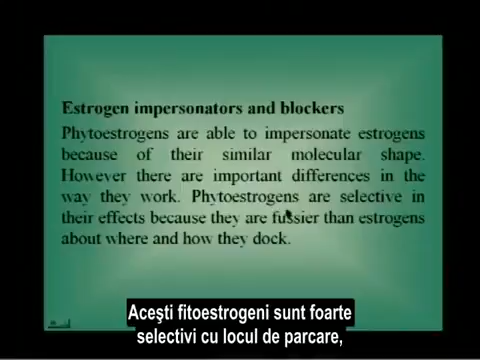 Estrogen impersonators and blockers
Phytoestrogens are able to impersonate estrogens
because of their similar molecular shape.
However there are important differences in the
way they work. Phytoestrogens are selective in
their effects because they are fussier than estrogens
about where and how they dock.
Aceşti fitoestrogeni sunt foarte
selectivi cu locul de parcare,